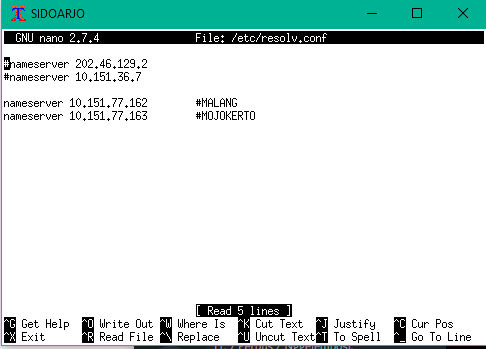 SIDOARJO
GNU nano 2.7.4 File: /etc/resolv.conf
#nameserver 202.46.129.2
#nameserver 10.151.36.7
nameserver 10.151.77.162 #MALANG
nameserver 10.151.77.163 #MOJOKERTO
[ Read 5 lines ]
^G Get Help ^O Write Out ^W Where Is ^K Cut Text ^J Justify ^C Cur Pos
^X Exit ^R Read File ^\ Replace ^U Uncut Text ^T To Spell ^_ Go To Line